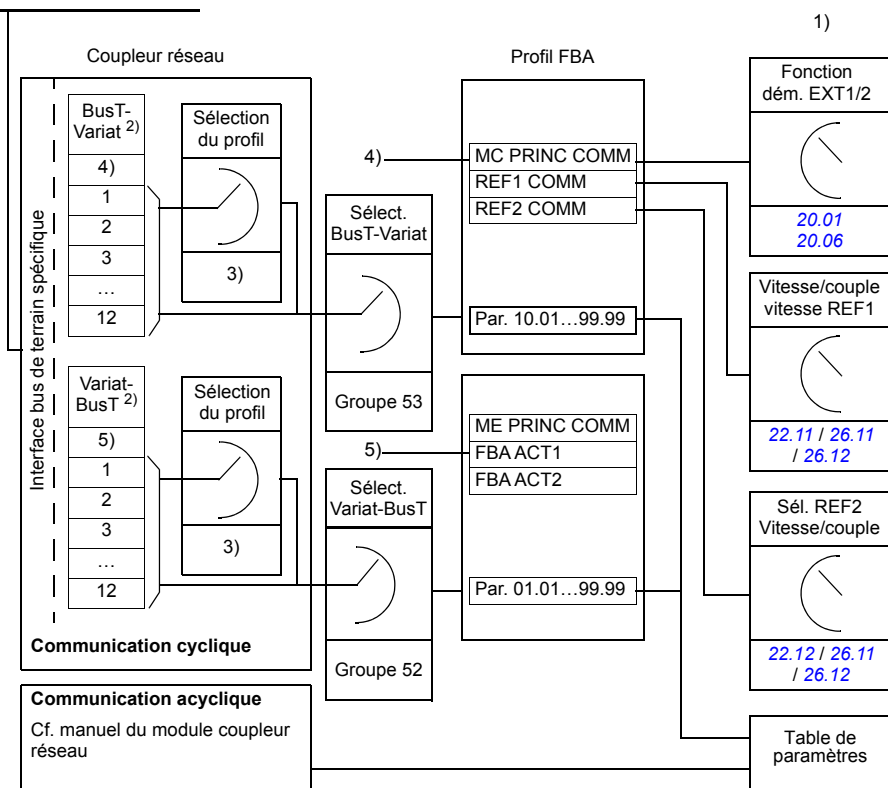 1)
Coupleur réseau
Profil FBA
Interface bus de terrain spécifique
BusT-
Variat 2)
4)
1
2
3
…
12
Sélection
du profil
3)
Variat-
BusT 2)
5)
1
2
3
…
12
Sélection
du profil
3)
Communication cyclique
Communication acyclique
Cf. manuel du module coupleur
réseau
Sélect.
BusT-Variat
Groupe 53
Sélect.
Variat-BusT
Groupe 52
4)
MC PRINC COMM
REF1 COMM
REF2 COMM
Par. 10.01…99.99
5)
ME PRINC COMM
FBA ACT1
FBA ACT2
Par. 01.01…99.99
Fonction
dém. EXT1/2
20.01
20.06
Vitesse/couple
vitesse REF1
22.11 / 26.11
/ 26.12
Sél. REF2
Vitesse/couple
22.12 / 26.11
/ 26.12
Table de
paramètres